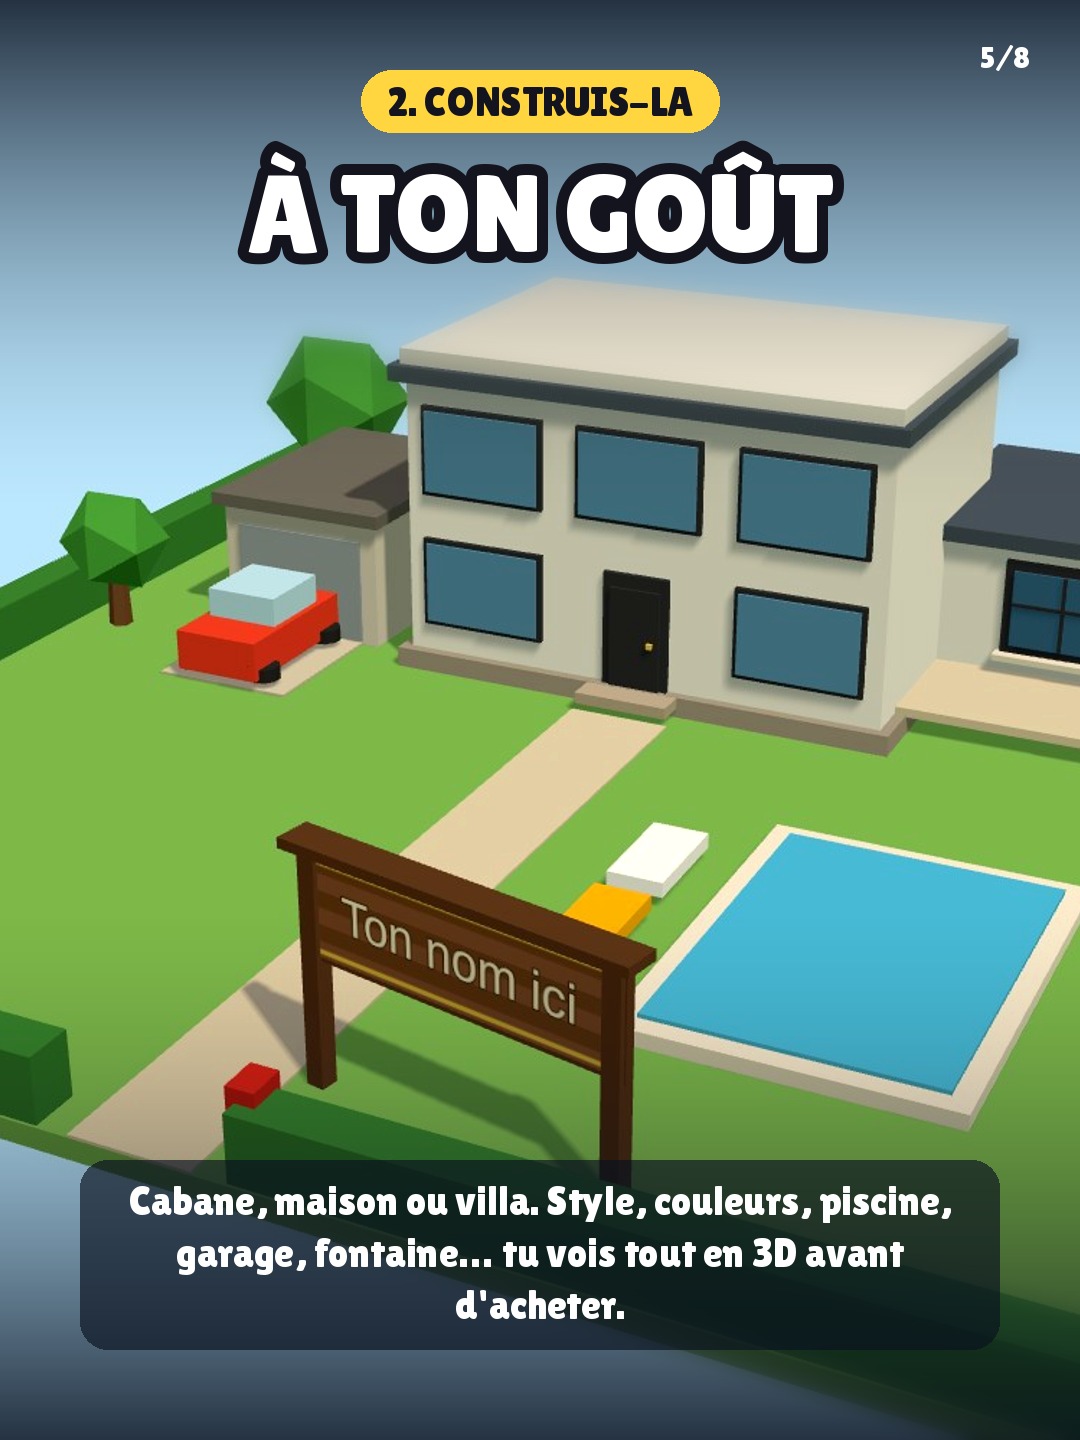 5/8
2. CONSTRUIS-LA
À TON GOÛT
Ton nom ici
Cabane, maison ou villa. Style, couleurs, piscine,
garage, fontaine... tu vois tout en 3D avant
d'acheter.